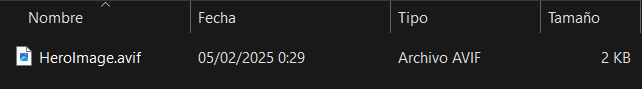 Nombre Fecha Tipo Tamaño
HeroImage.avif 05/02/2025 0:29 Archivo AVIF 2 KB